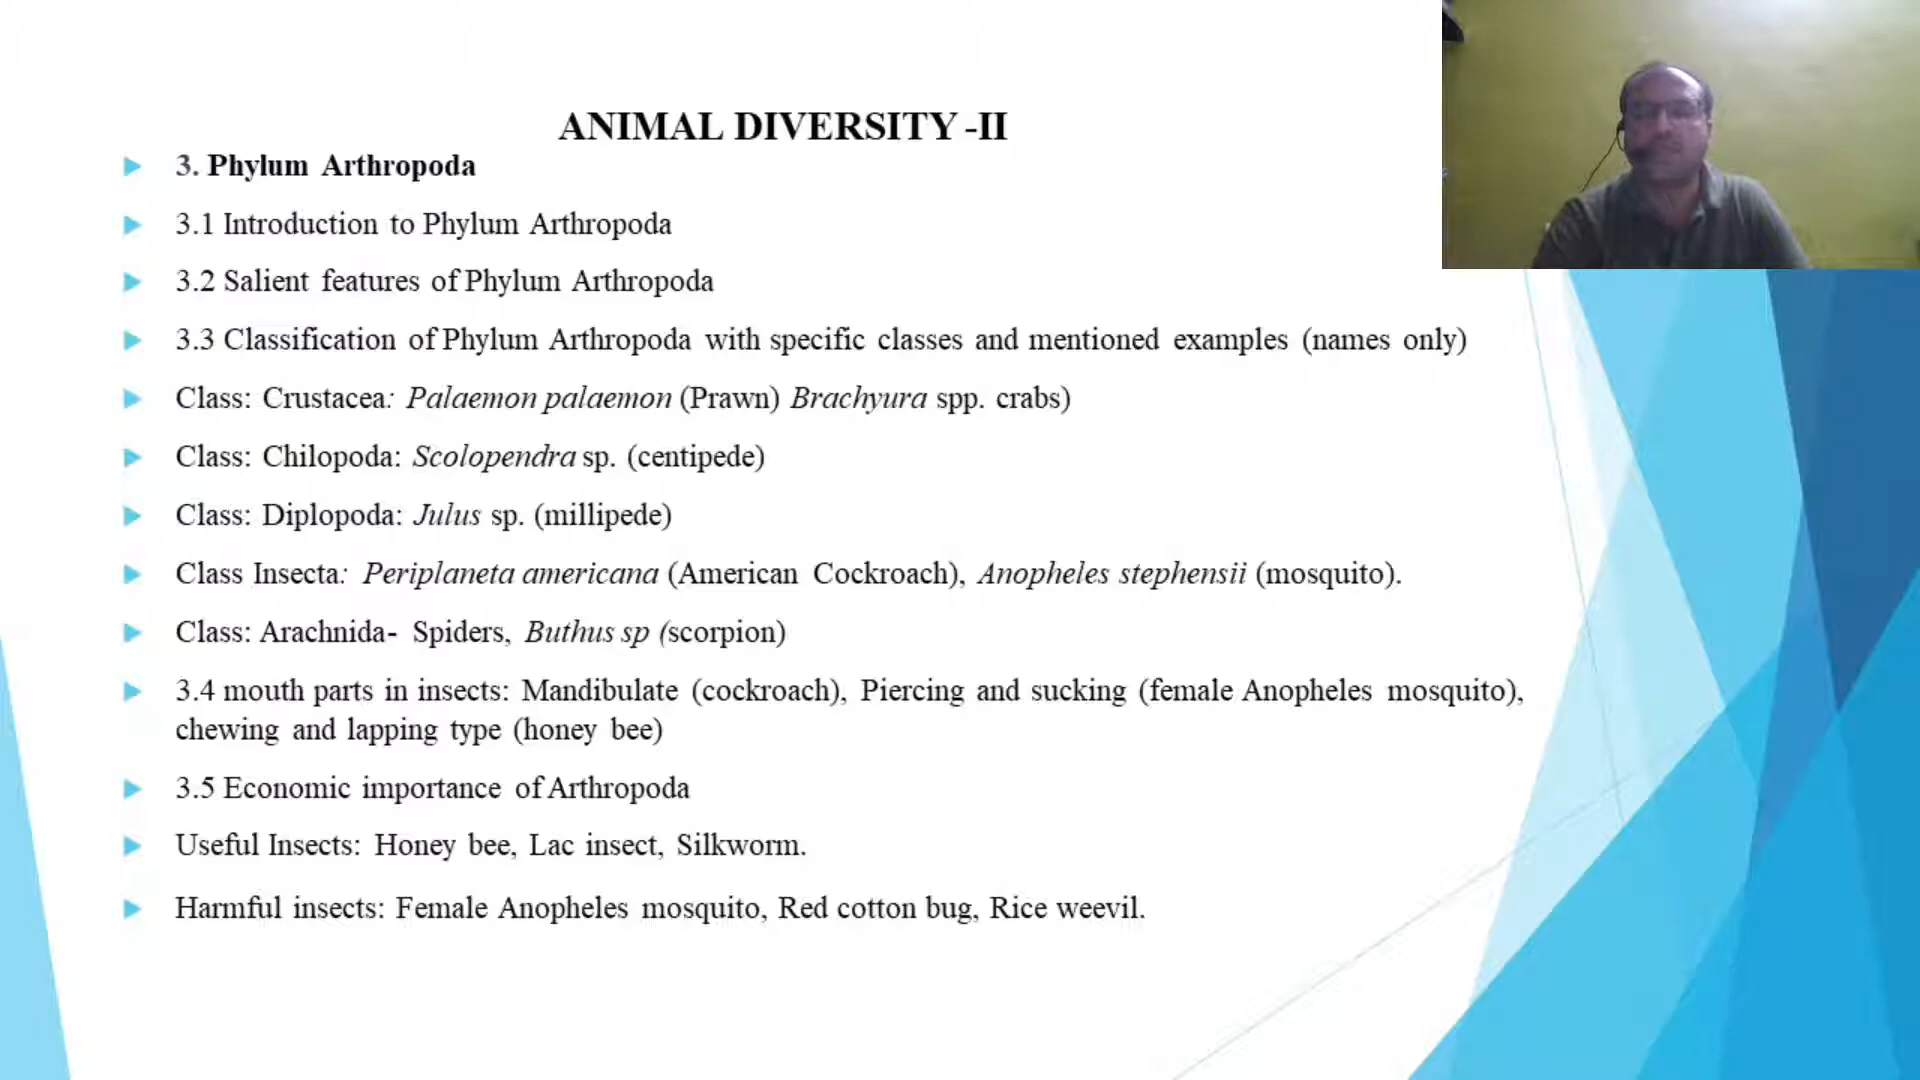 ANIMAL DIVERSITY -II
3. Phylum Arthropoda
3.1 Introduction to Phylum Arthropoda
3.2 Salient features of Phylum Arthropoda
3.3 Classification of Phylum Arthropoda with specific classes and mentioned examples (names only)
Class: Crustacea: Palaemon palaemon (Prawn) Brachyura spp. crabs)
Class: Chilopoda: Scolopendra sp. (centipede)
Class: Diplopoda: Julus sp. (millipede)
Class Insecta: Periplaneta americana (American Cockroach), Anopheles stephensii (mosquito).
Class: Arachnida- Spiders, Buthus sp (scorpion)
3.4 mouth parts in insects: Mandibulate (cockroach), Piercing and sucking (female Anopheles mosquito),
chewing and lapping type (honey bee)
3.5 Economic importance of Arthropoda
Useful Insects: Honey bee, Lac insect, Silkworm.
Harmful insects: Female Anopheles mosquito, Red cotton bug, Rice weevil.